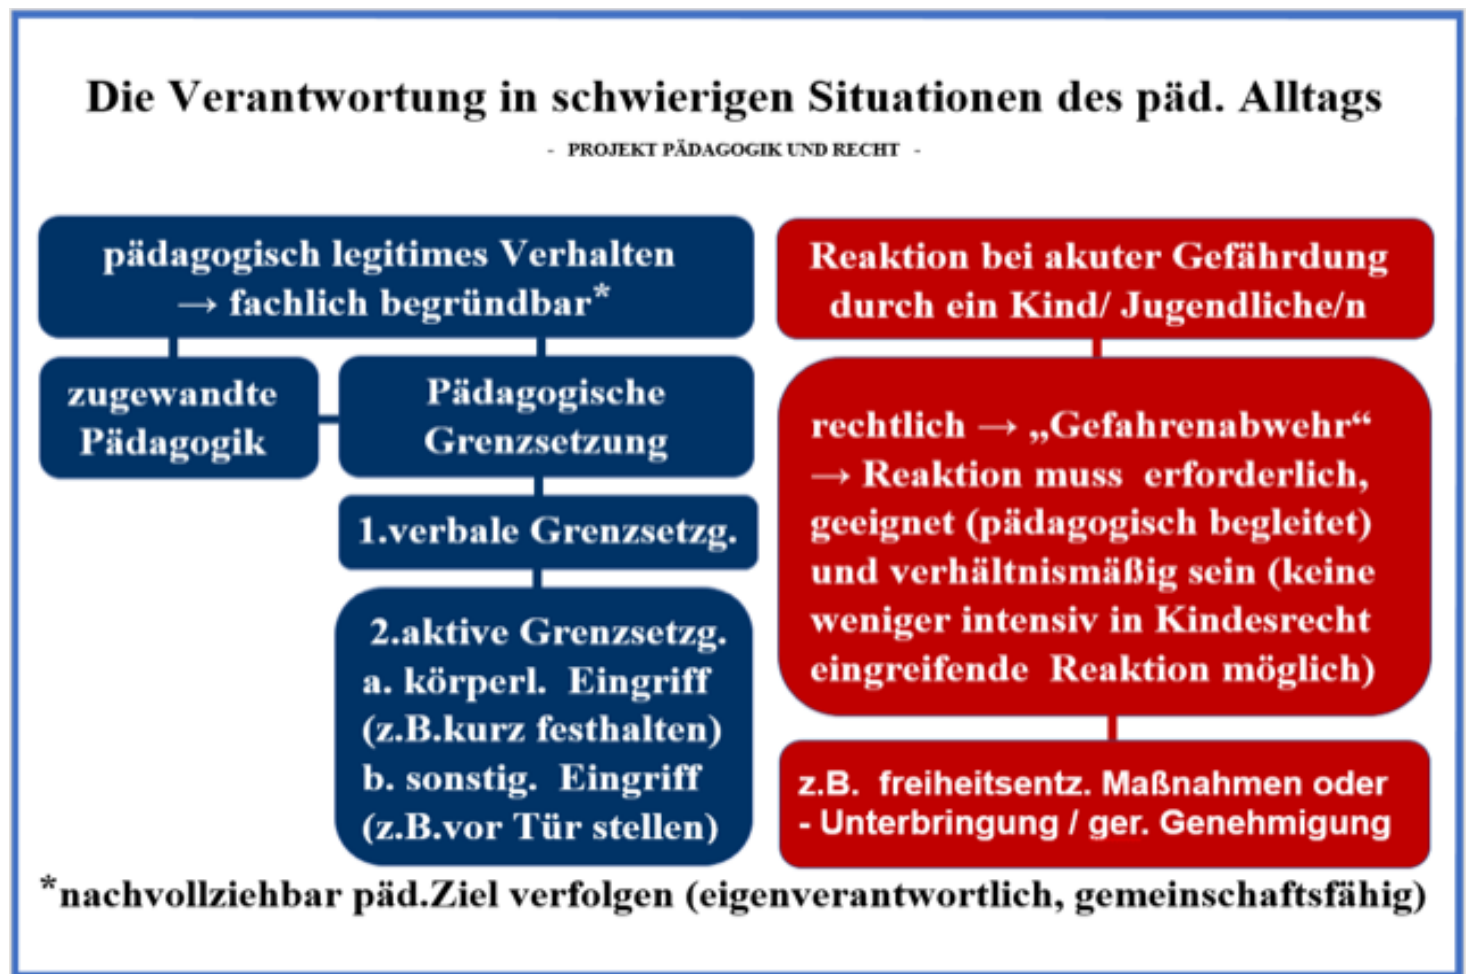 Die Verantwortung in schwierigen Situationen des päd. Alltags
- PROJEKT PÄDAGOGIK UND RECHT -
pädagogisch legitimes Verhalten
→ fachlich begründbar*
zugewandte
Pädagogik
Pädagogische
Grenzsetzung
1.verbale Grenzsetzg.
2.aktive Grenzsetzg.
a. körperl. Eingriff
(z.B.kurz festhalten)
b. sonstig. Eingriff
(z.B.vor Tür stellen)
Reaktion bei akuter Gefährdung
durch ein Kind/ Jugendliche/n
rechtlich → „Gefahrenabwehr“
→ Reaktion muss erforderlich,
geeignet (pädagogisch begleitet)
und verhältnismäßig sein (keine
weniger intensiv in Kindesrecht
eingreifende Reaktion möglich)
z.B. freiheitsentz. Maßnahmen oder
- Unterbringung / ger. Genehmigung
*nachvollziehbar päd.Ziel verfolgen (eigenverantwortlich, gemeinschaftsfähig)